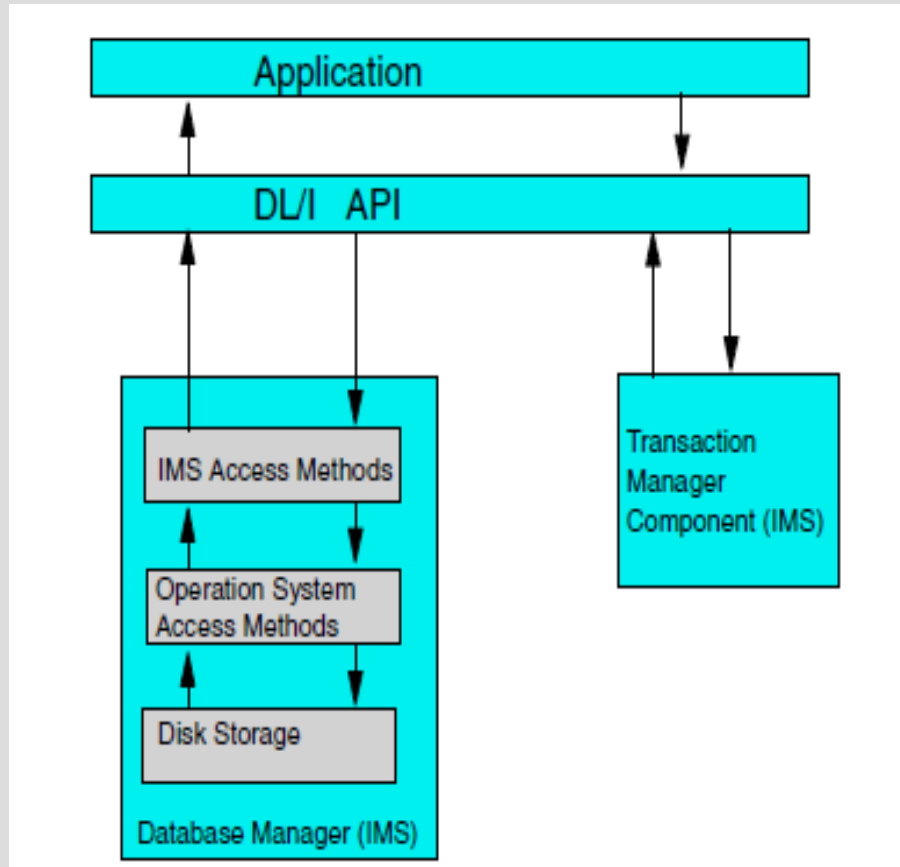 Application
DL/I API
IMS Access Methods
Operation System
Access Methods
Disk Storage
Database Manager (IMS)
Transaction
Manager
Component (IMS)